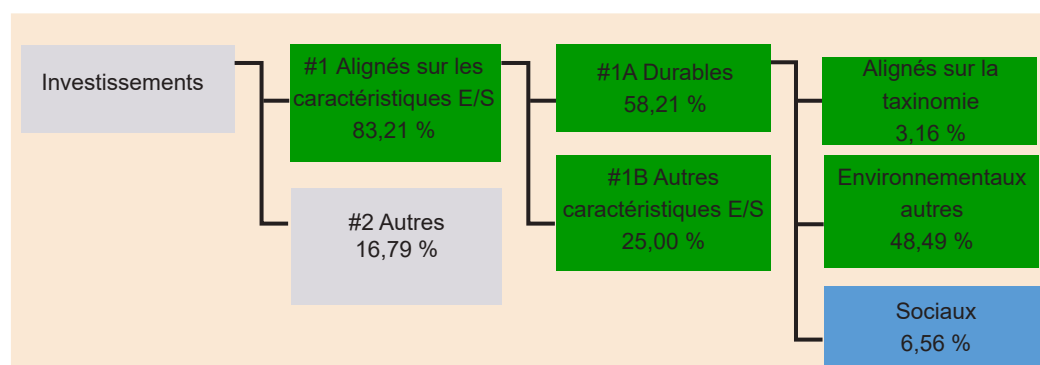 Investissements
#1 Alignés sur les
caractéristiques E/S
83,21 %
#2 Autres
16,79 %
#1A Durables
58,21 %
#1B Autres
caractéristiques E/S
25,00 %
Alignés sur la
taxinomie
3,16 %
Environnementaux
autres
48,49 %
Sociaux
6,56 %